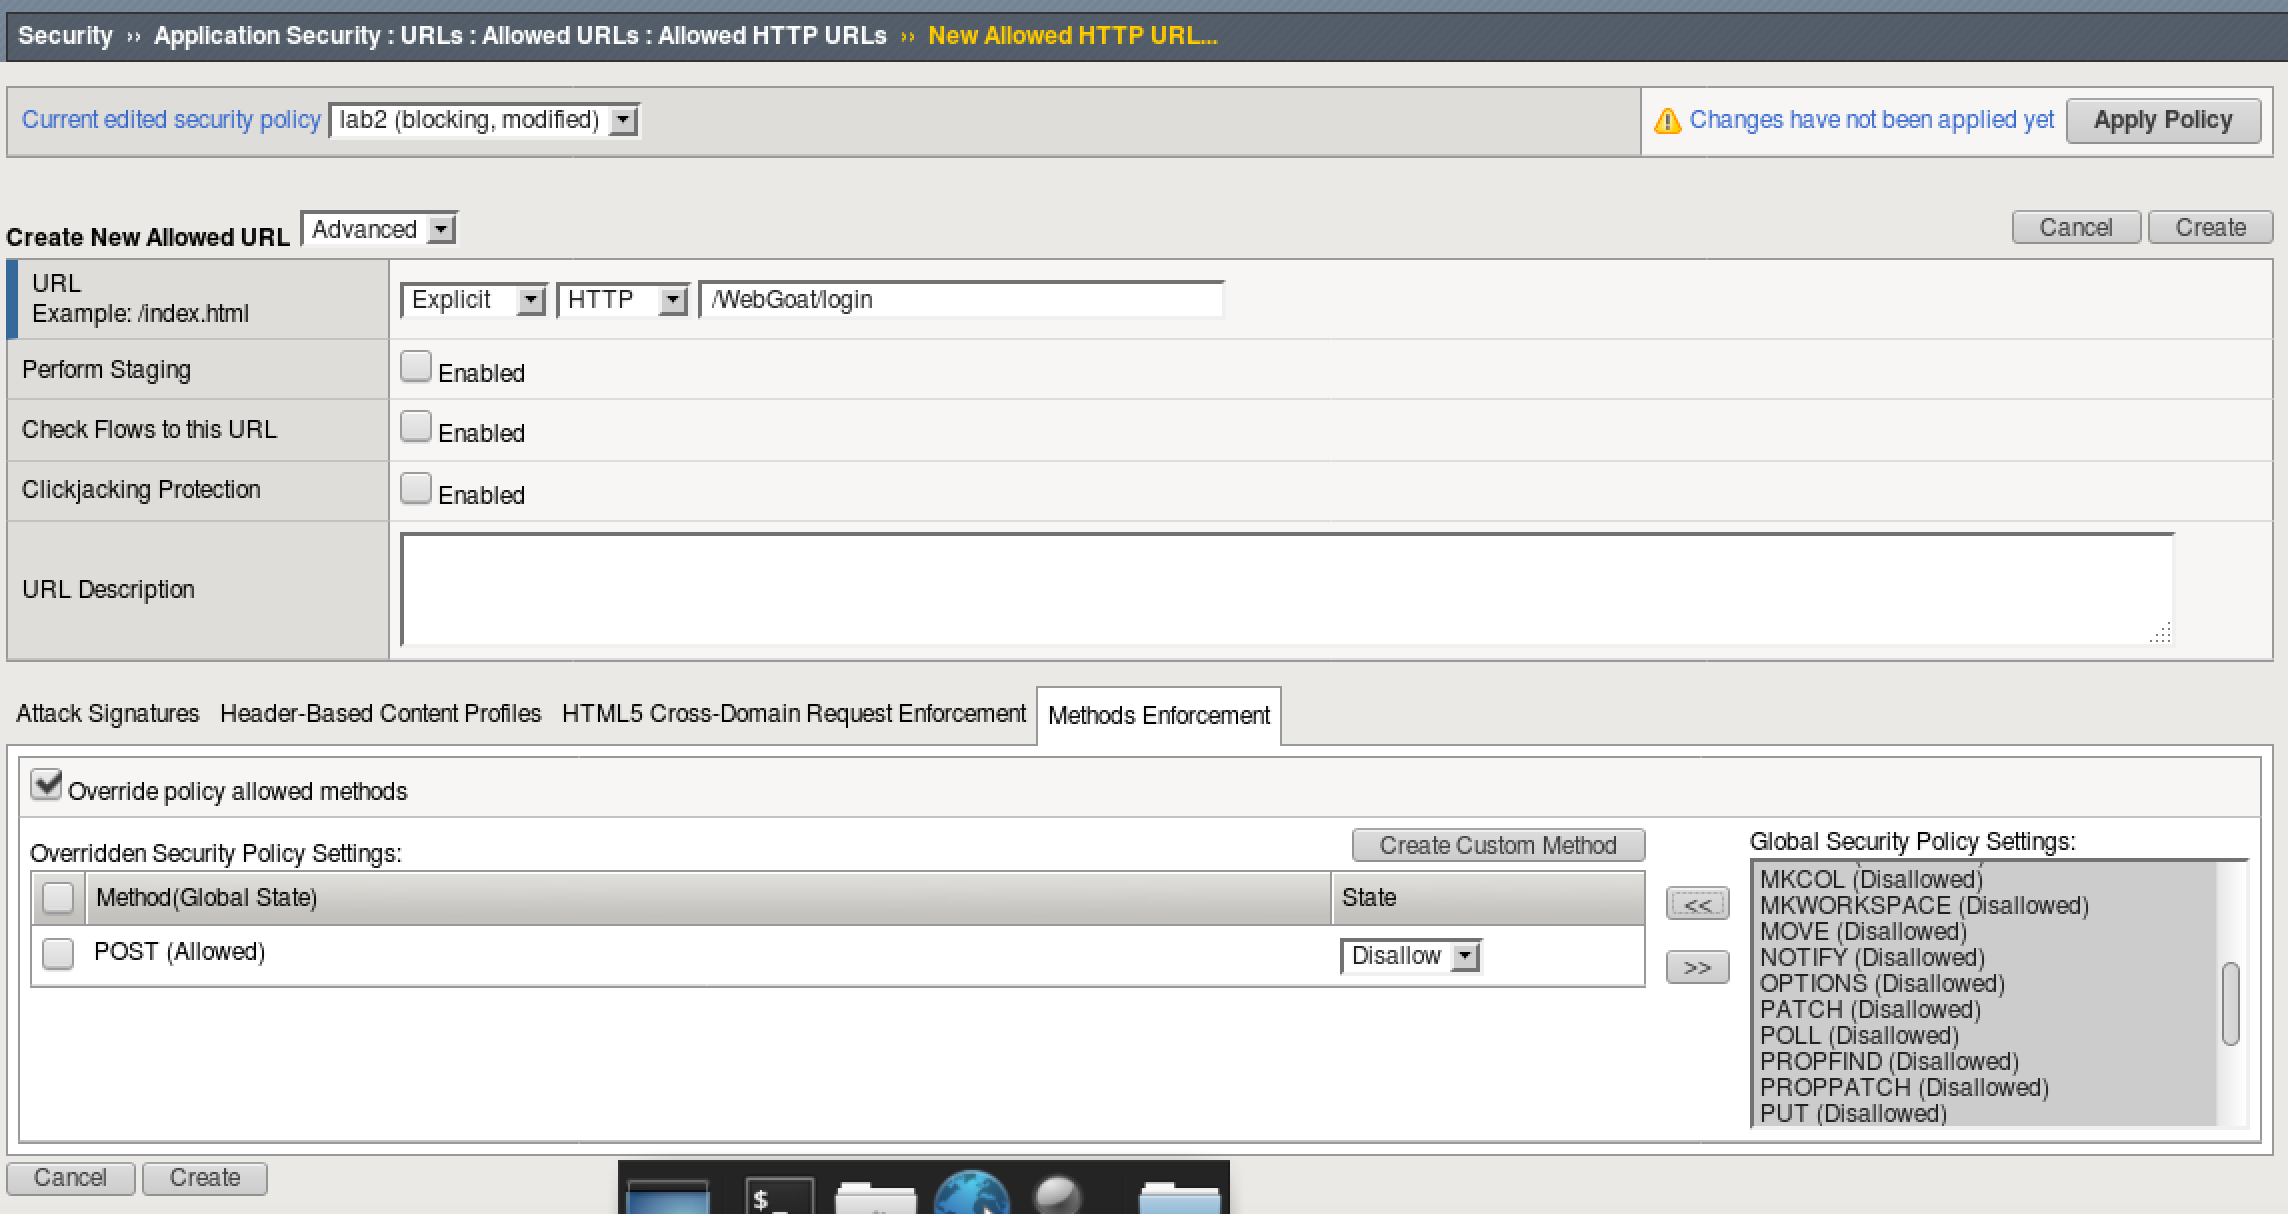 Security ›› Application Security : URLs : Allowed URLs : Allowed HTTP URLs ›› New Allowed HTTP URL...
Current edited security policy lab2 (blocking, modified) Changes have not been applied yet Apply Policy
Create New Allowed URL Advanced Cancel Create
URL
Example: /index.html
Explicit HTTP /WebGoat/login
Perform Staging Enabled
Check Flows to this URL Enabled
Clickjacking Protection Enabled
URL Description
Attack Signatures Header-Based Content Profiles HTML5 Cross-Domain Request Enforcement Methods Enforcement
Override policy allowed methods
Overridden Security Policy Settings: Create Custom Method
Method(Global State) State
POST (Allowed) Disallow
<<
>>
Global Security Policy Settings:
MKCOL (Disallowed)
MKWORKSPACE (Disallowed)
MOVE (Disallowed)
NOTIFY (Disallowed)
OPTIONS (Disallowed)
PATCH (Disallowed)
POLL (Disallowed)
PROPFIND (Disallowed)
PROPPATCH (Disallowed)
PUT (Disallowed)
Cancel Create
$_